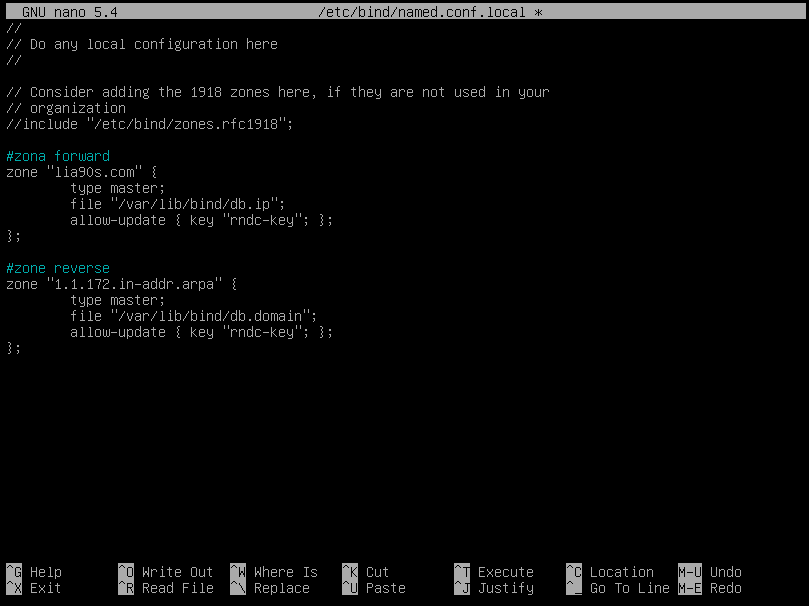 GNU nano 5.4 /etc/bind/named.conf.local *
//
// Do any local configuration here
//
// Consider adding the 1918 zones here, if they are not used in your
// organization
//include "/etc/bind/zones.rfc1918";
#zona forward
zone "lia90s.com" {
type master;
file "/var/lib/bind/db.ip";
allow-update { key "rndc-key"; };
};
#zone reverse
zone "1.1.172.in-addr.arpa" {
type master;
file "/var/lib/bind/db.domain";
allow-update { key "rndc-key"; };
};
^G Help ^O Write Out ^W Where Is ^K Cut ^T Execute ^C Location M-U Undo
^X Exit ^R Read File ^\ Replace ^U Paste ^J Justify ^_ Go To Line M-E Redo